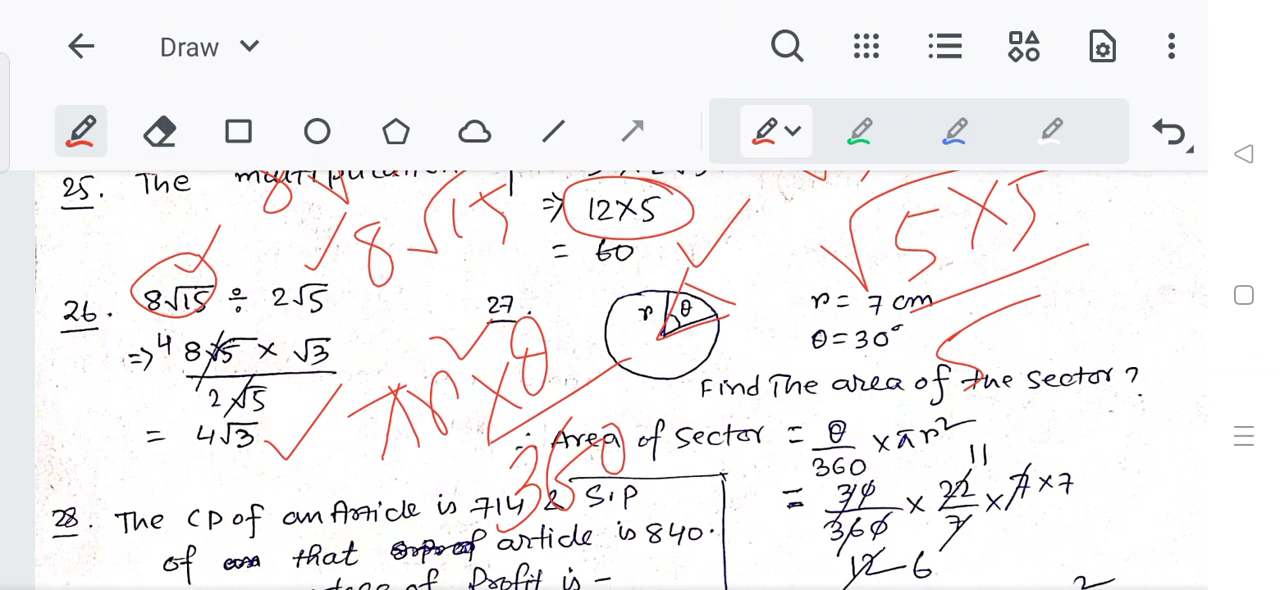 Draw
25. The
=> 12×5
= 60
8√15
√5×5
26. 8√15 ÷ 2√5
=> 4 8√5 × √3
2√5
= 4√3
27.
r θ
r = 7 cm
θ = 30°
Find The area of the sector?
πr × θ
360
∴ Area of Sector = θ/360 × πr²
= 30/360 × 22/7 × 7 × 7
11
12 6
28. The CP of an Article is 714 & S.P
of that article is 840.
of Profit is –